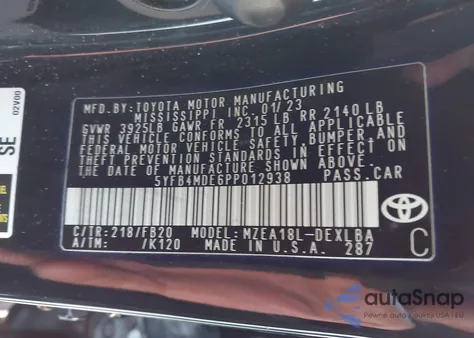 MFD.BY:TOYOTA MOTOR MANUFACTURING
MISSISSIPPI INC. 01/23
GVWR 3925LB GAWR FR 2315 LB RR 2140 LB
THIS VEHICLE CONFORMS TO ALL APPLICABLE
FEDERAL MOTOR VEHICLE SAFETY, BUMPER, AND
THEFT PREVENTION STANDARDS IN EFFECT
ON THE DATE OF MANUFACTURE SHOWN ABOVE.
5YFB4MDE6PP012938 PASS.CAR
C/TR:218/FB20 MODEL: MZEA18L-DEXLBA
A/TM: /K120 MADE IN U.S.A. 287
C
SE
02V00
autoSnap